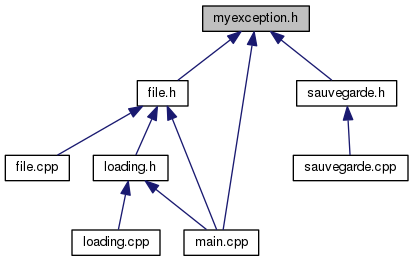 myexception.h
file.h
sauvegarde.h
file.cpp
loading.h
sauvegarde.cpp
loading.cpp
main.cpp